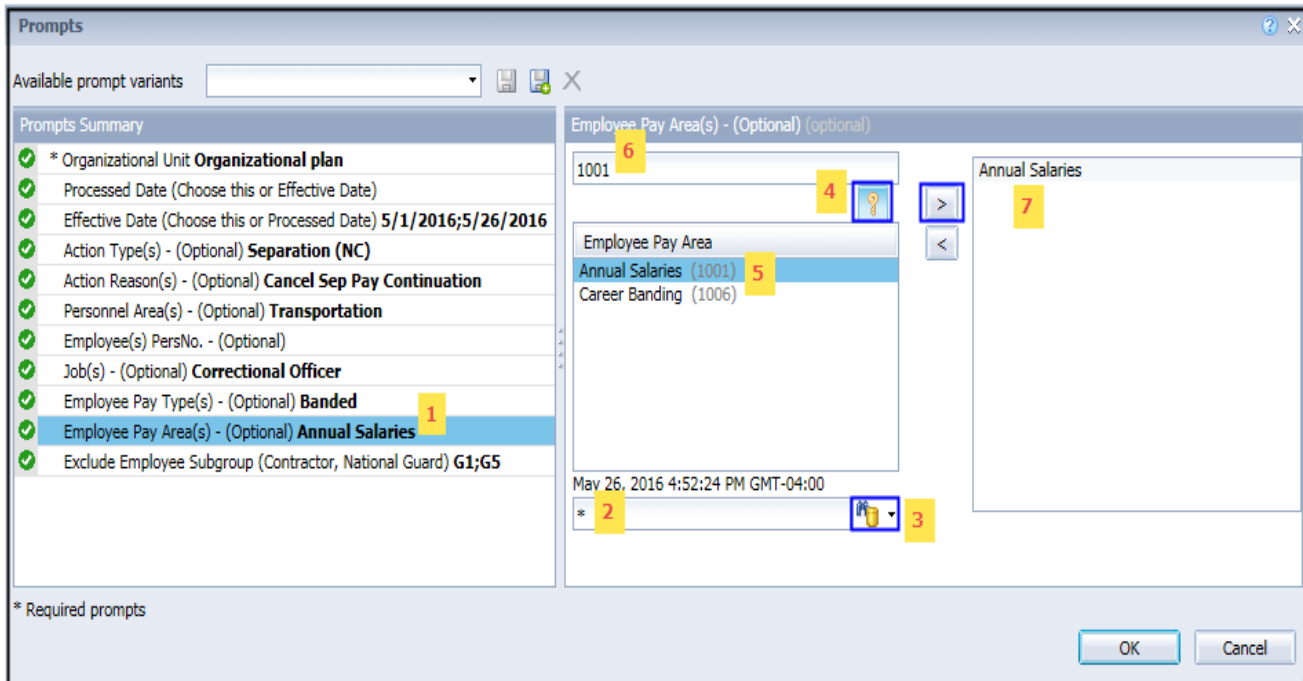 Prompts
Available prompt variants
Prompts Summary
* Organizational Unit Organizational plan
Processed Date (Choose this or Effective Date)
Effective Date (Choose this or Processed Date) 5/1/2016;5/26/2016
Action Type(s) - (Optional) Separation (NC)
Action Reason(s) - (Optional) Cancel Sep Pay Continuation
Personnel Area(s) - (Optional) Transportation
Employee(s) PersNo. - (Optional)
Job(s) - (Optional) Correctional Officer
Employee Pay Type(s) - (Optional) Banded
1
Employee Pay Area(s) - (Optional) Annual Salaries
Exclude Employee Subgroup (Contractor, National Guard) G1;G5
Employee Pay Area(s) - (Optional) (optional)
6
1001
4
>
<
Employee Pay Area
Annual Salaries (1001) 5
Career Banding (1006)
May 26, 2016 4:52:24 PM GMT-04:00
* 2
3
Annual Salaries
7
* Required prompts
OK Cancel